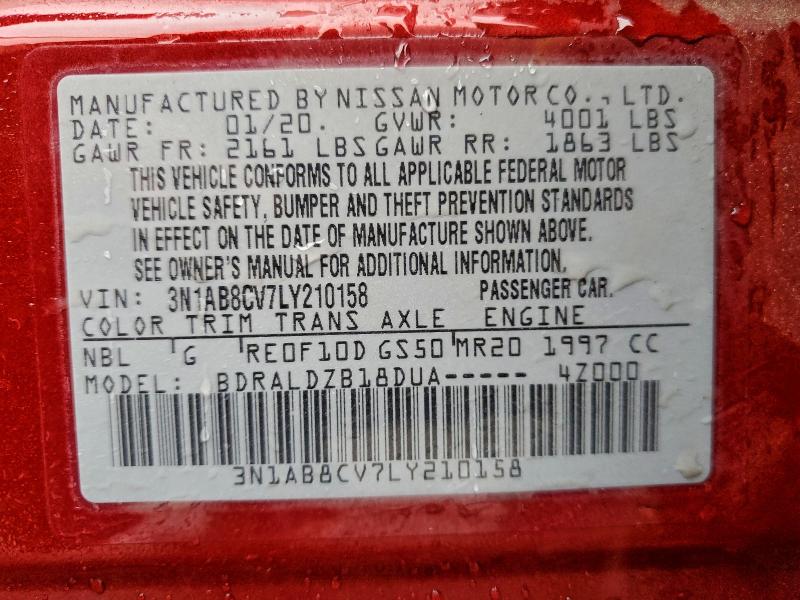 MANUFACTURED BY NISSAN MOTOR CO., LTD.
DATE: 01/20. GVWR: 4001 LBS
GAWR FR: 2161 LBS GAWR RR: 1863 LBS
THIS VEHICLE CONFORMS TO ALL APPLICABLE FEDERAL MOTOR
VEHICLE SAFETY, BUMPER AND THEFT PREVENTION STANDARDS
IN EFFECT ON THE DATE OF MANUFACTURE SHOWN ABOVE.
SEE OWNER'S MANUAL FOR ADDITIONAL INFORMATION.
VIN: 3N1AB8CV7LY210158 PASSENGER CAR.
COLOR TRIM TRANS AXLE ENGINE
NBL G RE0F10D GS50 MR20 1997 CC
MODEL: BDRALDZB18DUA----- 4Z000
3N1AB8CV7LY210158